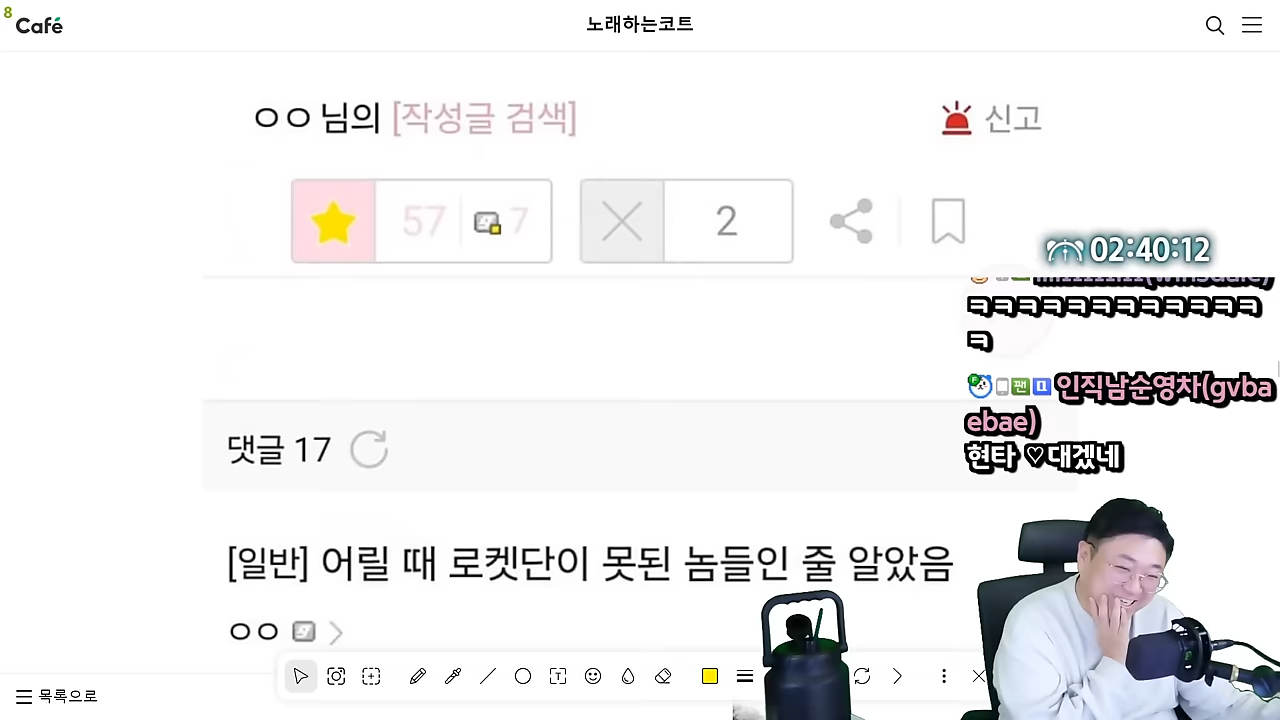 8
Café
노래하는코트
ㅇㅇ 님의 [작성글 검색]
신고
57
7
2
02:40:12
ㅋㅋㅋㅋㅋㅋㅋㅋㅋㅋㅋㅋ
ㅋ
인직남순영차(gvba
ebae)
현타 ♡대겠네
댓글 17
[일반] 어릴 때 로켓단이 못된 놈들인 줄 알았음
ㅇㅇ
목록으로